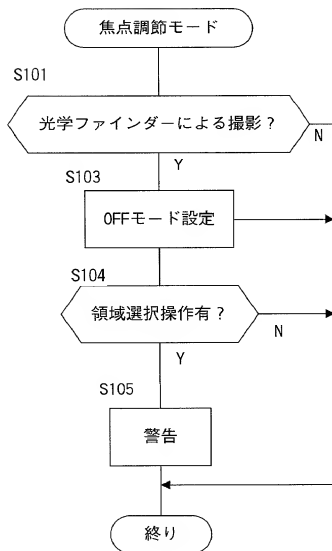 焦点調節モード
S101
光学ファインダーによる撮影？
N
Y
S103
OFFモード設定
S104
領域選択操作有？
N
Y
S105
警告
終り